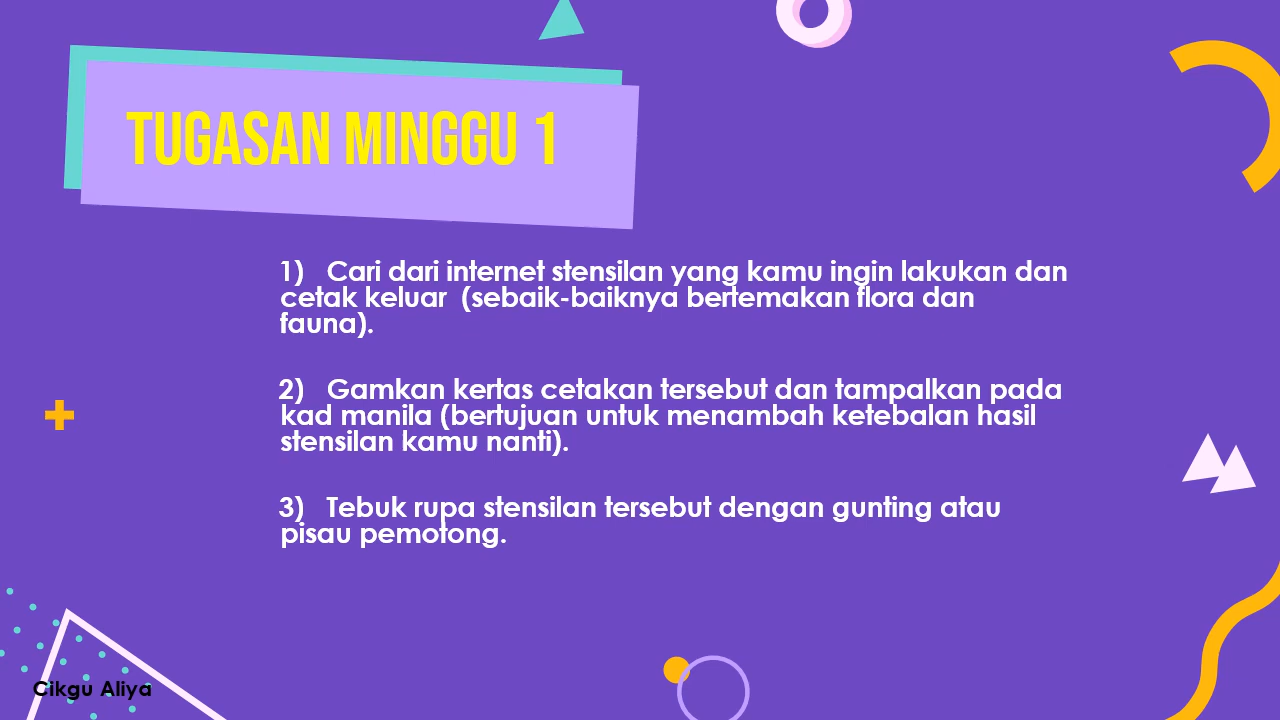 TUGASAN MINGGU 1
1) Cari dari internet stensilan yang kamu ingin lakukan dan
cetak keluar (sebaik-baiknya bertemakan flora dan
fauna).
2) Gamkan kertas cetakan tersebut dan tampalkan pada
kad manila (bertujuan untuk menambah ketebalan hasil
stensilan kamu nanti).
3) Tebuk rupa stensilan tersebut dengan gunting atau
pisau pemotong.
Cikgu Aliya